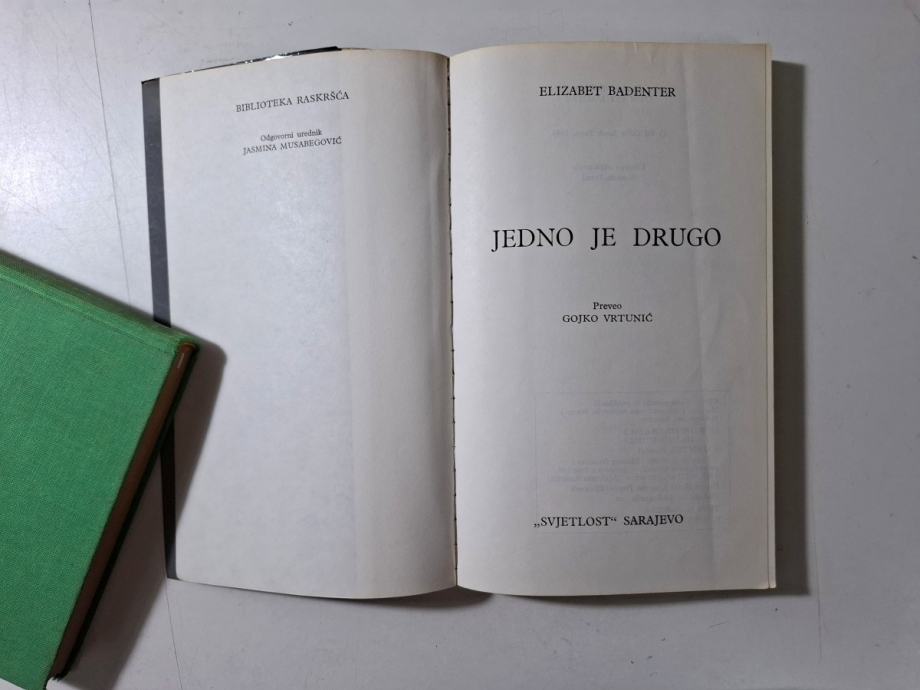 BIBLIOTEKA RASKRŠĆA
Odgovorni urednik
JASMINA MUSABEGOVIĆ
ELIZABET BADENTER
JEDNO JE DRUGO
Preveo
GOJKO VRTUNIĆ
„SVJETLOST“ SARAJEVO